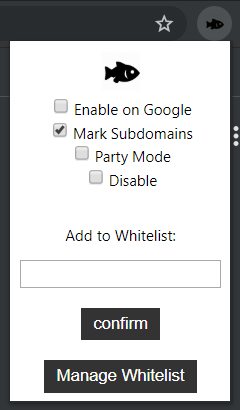 Enable on Google
Mark Subdomains
Party Mode
Disable
Add to Whitelist:
confirm
Manage Whitelist